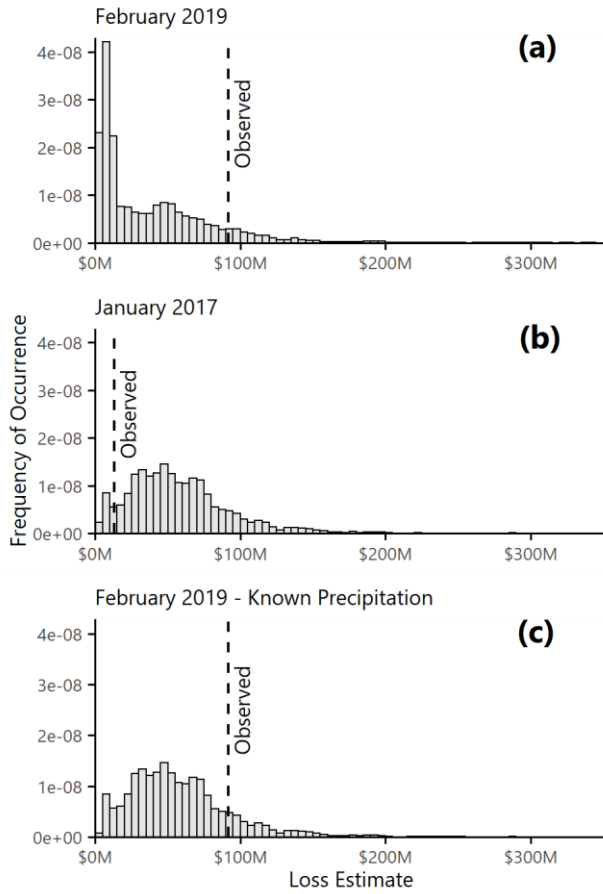 February 2019
(a)
4e-08
3e-08
2e-08
1e-08
0e+00
Observed
$0M $100M $200M $300M
January 2017
(b)
4e-08
3e-08
2e-08
1e-08
0e+00
Observed
$0M $100M $200M $300M
Frequency of Occurrence
February 2019 - Known Precipitation
(c)
4e-08
3e-08
2e-08
1e-08
0e+00
Observed
$0M $100M $200M $300M
Loss Estimate